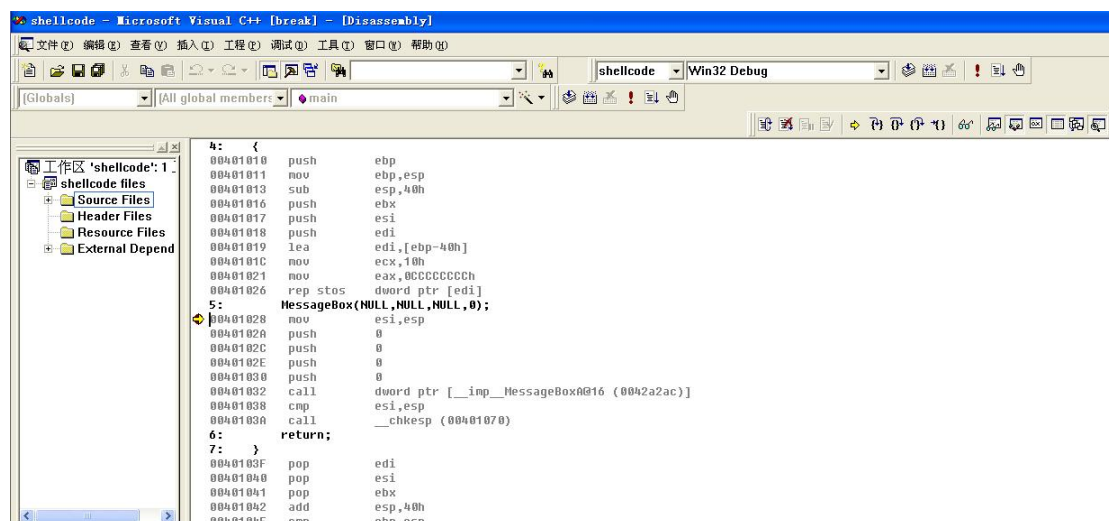 shellcode - Microsoft Visual C++ [break] - [Disassembly]
文件(F) 编辑(E) 查看(V) 插入(I) 工程(P) 调试(D) 工具(T) 窗口(W) 帮助(H)
shellcode Win32 Debug
[Globals] [All global members main
工作区 'shellcode': 1
shellcode files
Source Files
Header Files
Resource Files
External Depend
4: {
00401010 push ebp
00401011 mov ebp,esp
00401013 sub esp,40h
00401016 push ebx
00401017 push esi
00401018 push edi
00401019 lea edi,[ebp-40h]
0040101C mov ecx,10h
00401021 mov eax,0CCCCCCCCh
00401026 rep stos dword ptr [edi]
5: MessageBox(NULL,NULL,NULL,0);
00401028 mov esi,esp
0040102A push 0
0040102C push 0
0040102E push 0
00401030 push 0
00401032 call dword ptr [__imp__MessageBoxA@16 (0042a2ac)]
00401038 cmp esi,esp
0040103A call __chkesp (00401070)
6: return;
7: }
0040103F pop edi
00401040 pop esi
00401041 pop ebx
00401042 add esp,40h